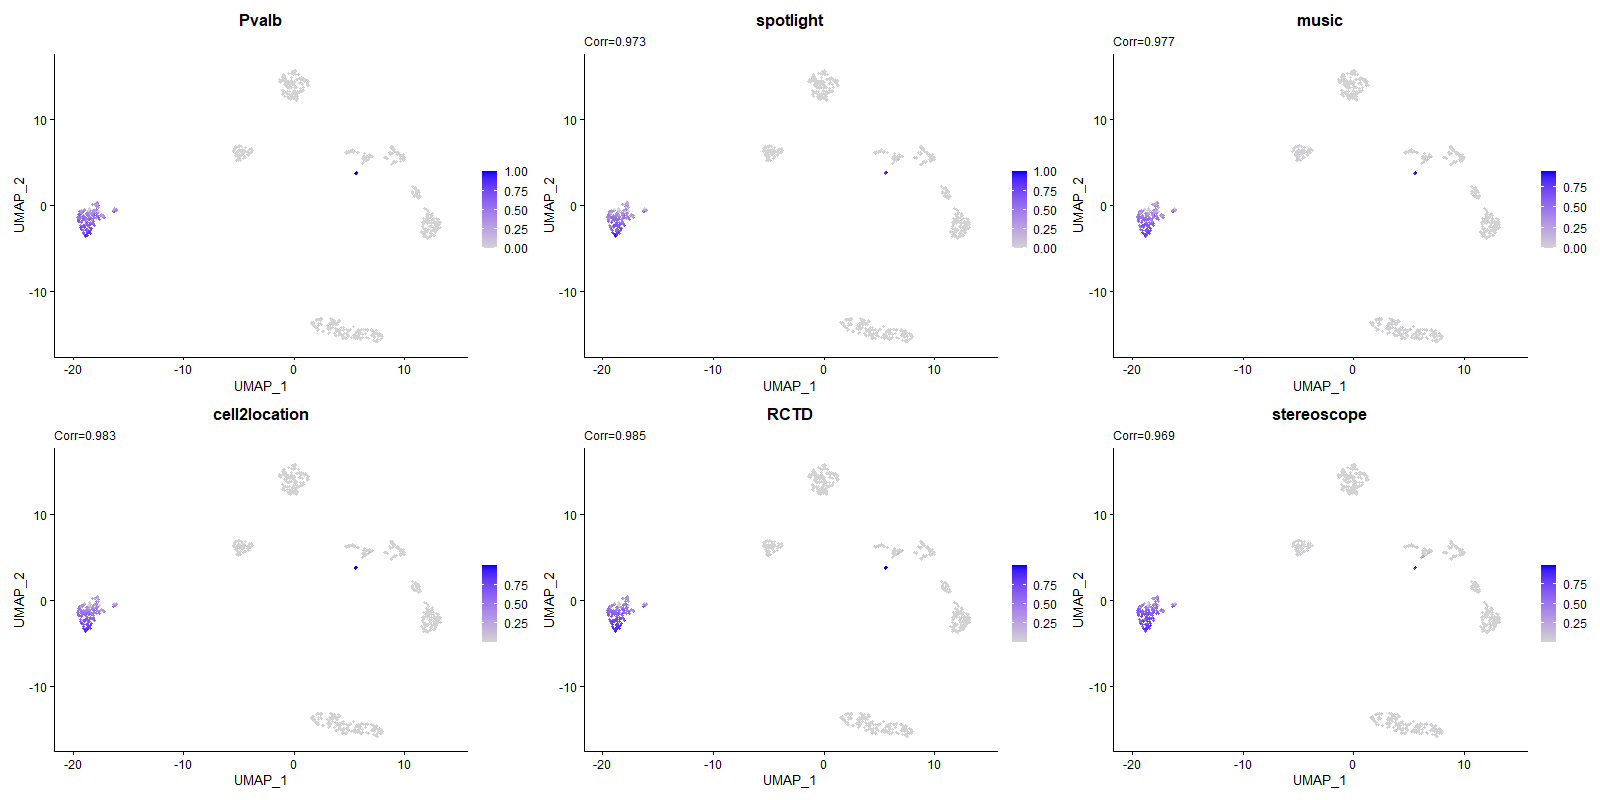 Pvalb
UMAP_2
10
0
-10
-20
-10
0
10
UMAP_1
1.00
0.75
0.50
0.25
0.00
spotlight
Corr=0.973
UMAP_2
10
0
-10
-20
-10
0
10
UMAP_1
1.00
0.75
0.50
0.25
0.00
music
Corr=0.977
UMAP_2
10
0
-10
-20
-10
0
10
UMAP_1
0.75
0.50
0.25
0.00
cell2location
Corr=0.983
UMAP_2
10
0
-10
-20
-10
0
10
UMAP_1
0.75
0.50
0.25
RCTD
Corr=0.985
UMAP_2
10
0
-10
-20
-10
0
10
UMAP_1
0.75
0.50
0.25
stereoscope
Corr=0.969
UMAP_2
10
0
-10
-20
-10
0
10
UMAP_1
0.75
0.50
0.25